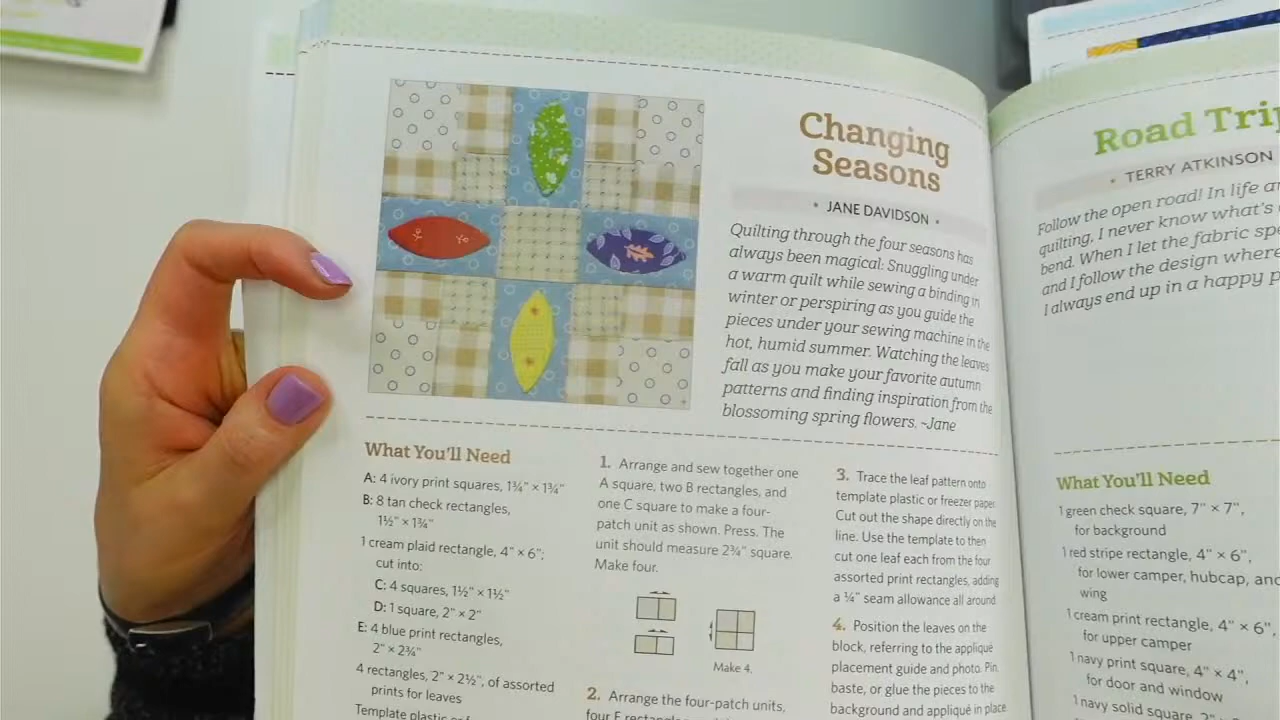 Changing
Seasons
• JANE DAVIDSON •
Quilting through the four seasons has
always been magical: Snuggling under
a warm quilt while sewing a binding in
winter or perspiring as you guide the
pieces under your sewing machine in the
hot, humid summer. Watching the leaves
fall as you make your favorite autumn
patterns and finding inspiration from the
blossoming spring flowers. ~Jane
What You'll Need
A: 4 ivory print squares, 1¾" × 1¾"
B: 8 tan check rectangles,
1½" × 1¾"
1 cream plaid rectangle, 4" × 6";
cut into:
C: 4 squares, 1½" × 1½"
D: 1 square, 2" × 2"
E: 4 blue print rectangles,
2" × 2¾"
4 rectangles, 2" × 2½", of assorted
prints for leaves
Template plastic or
1. Arrange and sew together one
A square, two B rectangles, and
one C square to make a four-
patch unit as shown. Press. The
unit should measure 2¾" square.
Make four.
Make 4.
2. Arrange the four-patch units,
four E rectangles
3. Trace the leaf pattern onto
template plastic or freezer paper.
Cut out the shape directly on the
line. Use the template to then
cut one leaf each from the four
assorted print rectangles, adding
a ¼" seam allowance all around.
4. Position the leaves on the
block, referring to the appliqué
placement guide and photo. Pin,
baste, or glue the pieces to the
background and appliqué in place
Road Trip
• TERRY ATKINSON
Follow the open road! In life
quilting, I never know what's
bend. When I let the fabric
and I follow the design where
I always end up in a happy
What You'll Need
1 green check square, 7" × 7",
for background
1 red stripe rectangle, 4" × 6",
for lower camper, hubcap, and
wing
1 cream print rectangle, 4" × 6",
for upper camper
1 navy print square, 4" × 4",
for door and window
1 navy solid square,